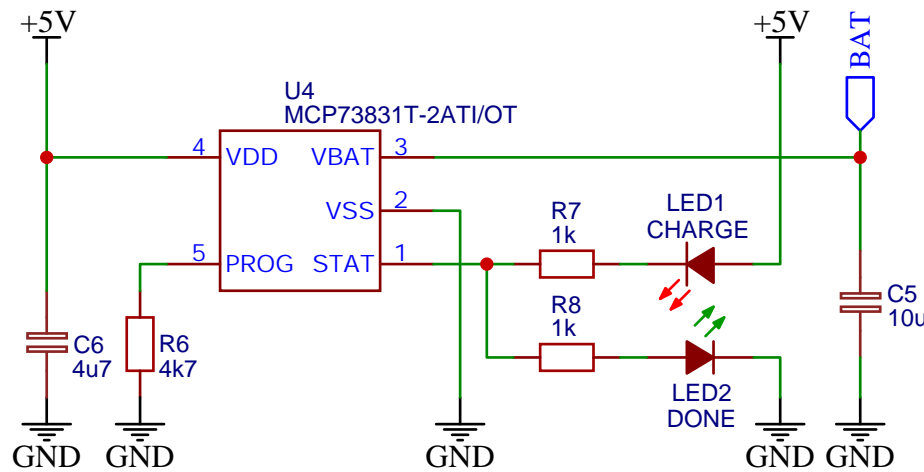 +5V
+5V
BAT
U4
MCP73831T-2ATI/OT
4 VDD VBAT 3
VSS 2
5 PROG STAT 1
R7
1k
LED1
CHARGE
R8
1k
LED2
DONE
C6
4u7
R6
4k7
C5
10u
GND
GND
GND
GND
GND